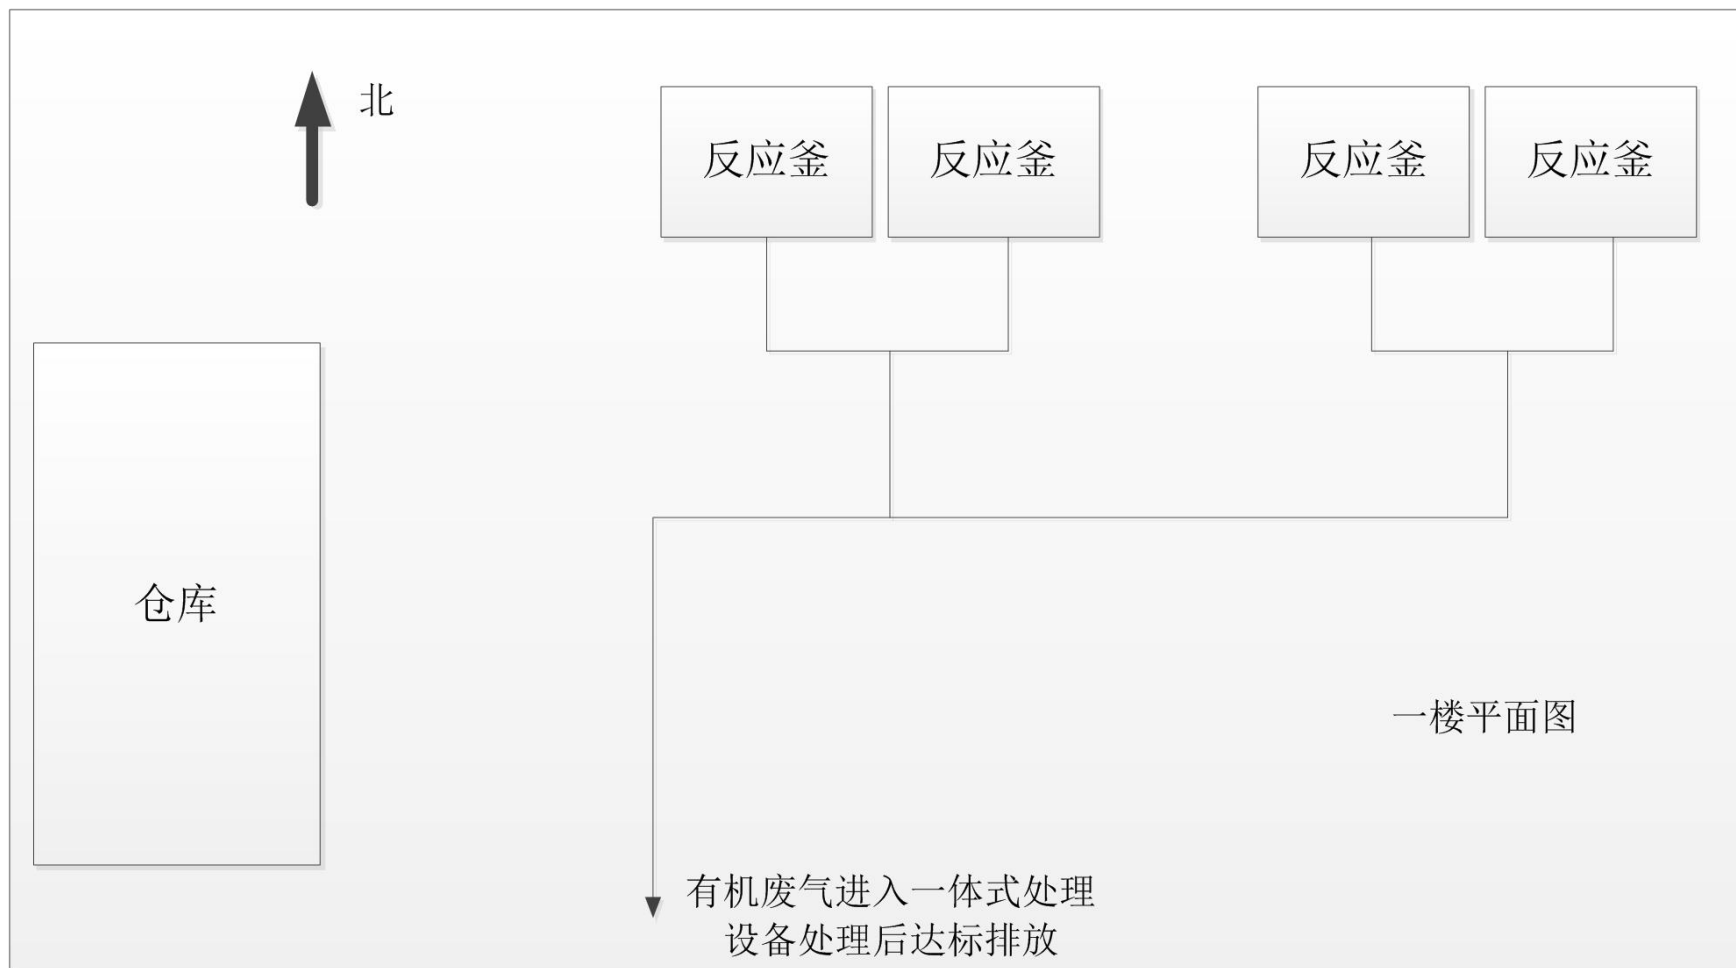 北
反应釜
反应釜
反应釜
反应釜
仓库
一楼平面图
有机废气进入一体式处理
设备处理后达标排放